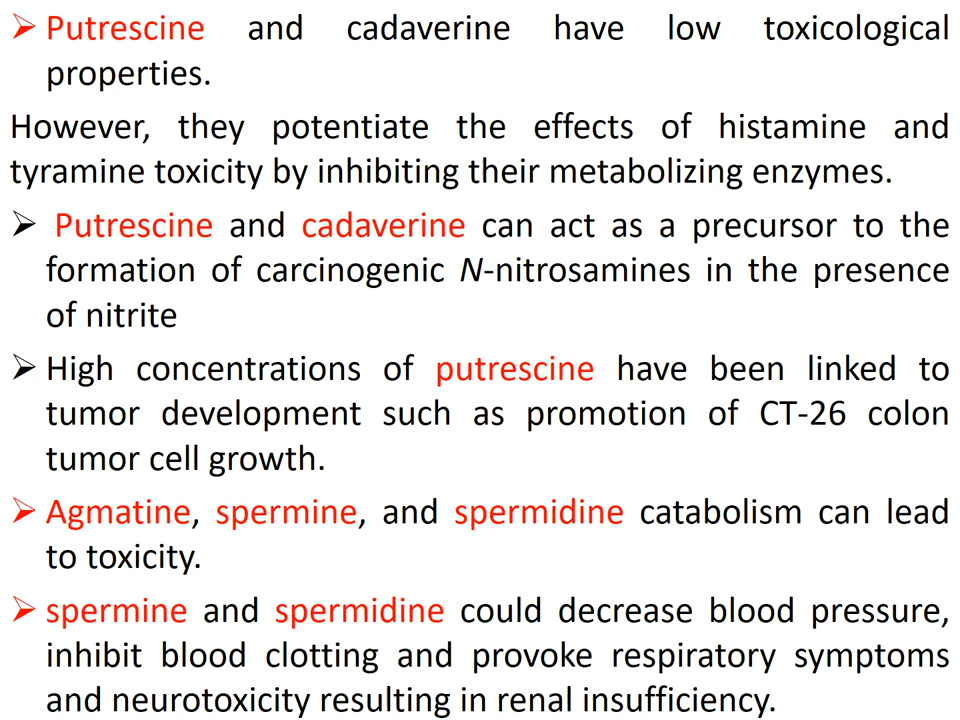 ➢ Putrescine and cadaverine have low toxicological
properties.
However, they potentiate the effects of histamine and
tyramine toxicity by inhibiting their metabolizing enzymes.
➢ Putrescine and cadaverine can act as a precursor to the
formation of carcinogenic N-nitrosamines in the presence
of nitrite
➢ High concentrations of putrescine have been linked to
tumor development such as promotion of CT-26 colon
tumor cell growth.
➢ Agmatine, spermine, and spermidine catabolism can lead
to toxicity.
➢ spermine and spermidine could decrease blood pressure,
inhibit blood clotting and provoke respiratory symptoms
and neurotoxicity resulting in renal insufficiency.